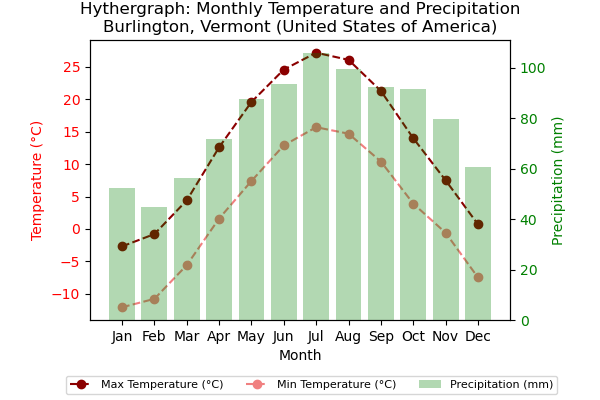 Hythergraph: Monthly Temperature and Precipitation
Burlington, Vermont (United States of America)
Temperature (°C)
25
20
15
10
5
0
−5
−10
100
80
60
40
20
0
Precipitation (mm)
Jan Feb Mar Apr May Jun Jul Aug Sep Oct Nov Dec
Month
Max Temperature (°C) Min Temperature (°C) Precipitation (mm)